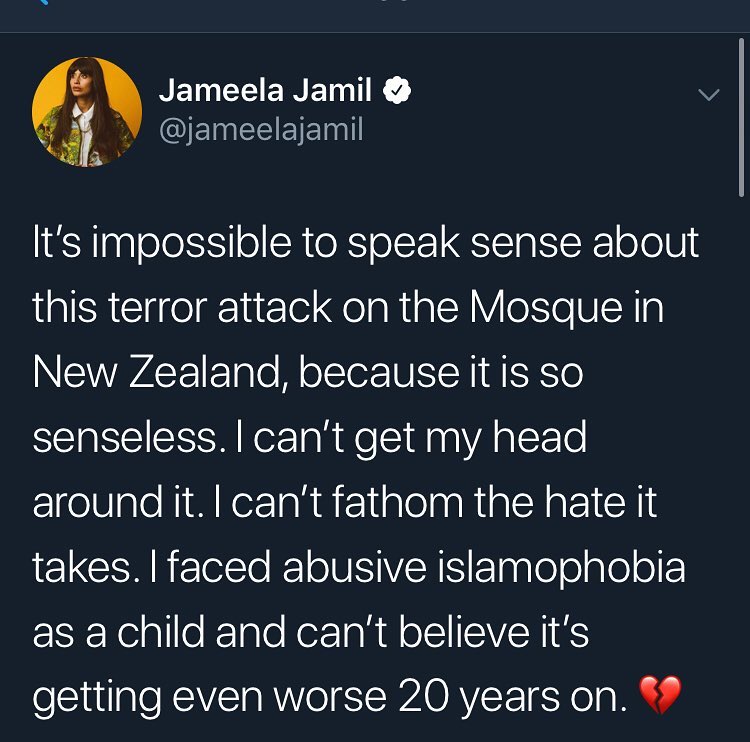 Jameela Jamil
@jameelajamil
It’s impossible to speak sense about
this terror attack on the Mosque in
New Zealand, because it is so
senseless. I can’t get my head
around it. I can’t fathom the hate it
takes. I faced abusive islamophobia
as a child and can’t believe it’s
getting even worse 20 years on. 💔